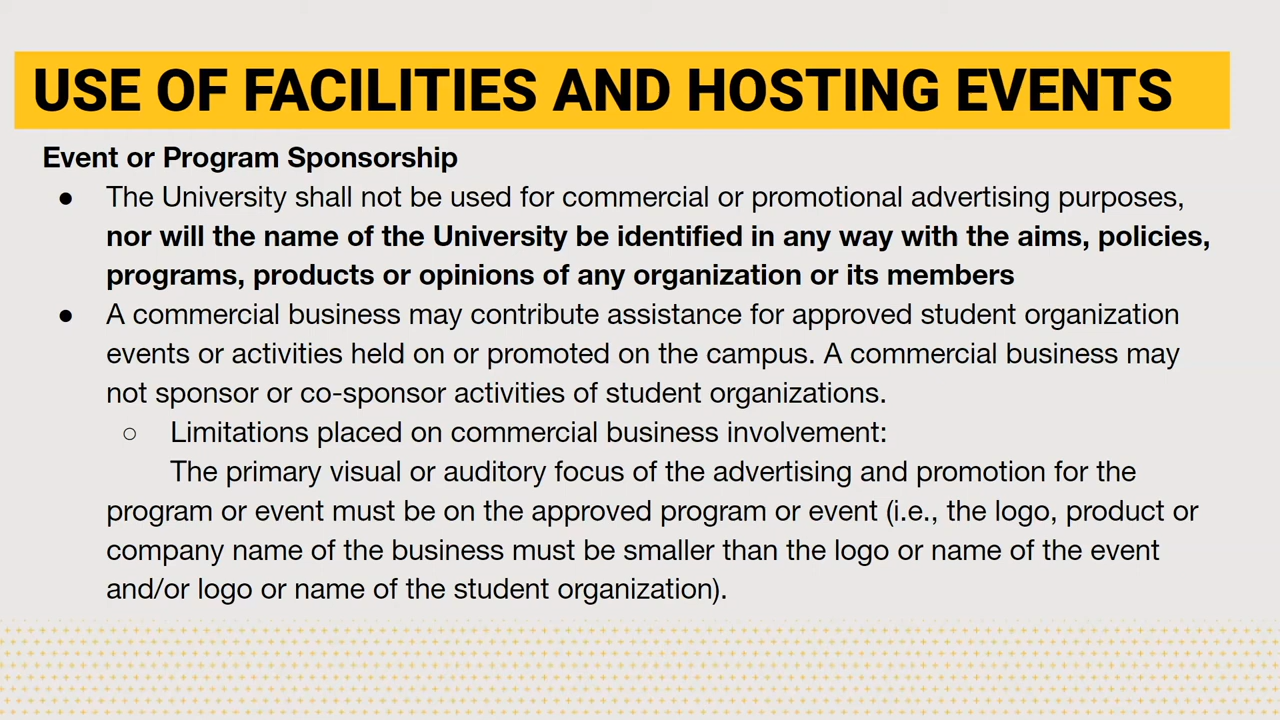 USE OF FACILITIES AND HOSTING EVENTS
Event or Program Sponsorship
● The University shall not be used for commercial or promotional advertising purposes,
nor will the name of the University be identified in any way with the aims, policies,
programs, products or opinions of any organization or its members
● A commercial business may contribute assistance for approved student organization
events or activities held on or promoted on the campus. A commercial business may
not sponsor or co-sponsor activities of student organizations.
○ Limitations placed on commercial business involvement:
The primary visual or auditory focus of the advertising and promotion for the
program or event must be on the approved program or event (i.e., the logo, product or
company name of the business must be smaller than the logo or name of the event
and/or logo or name of the student organization).